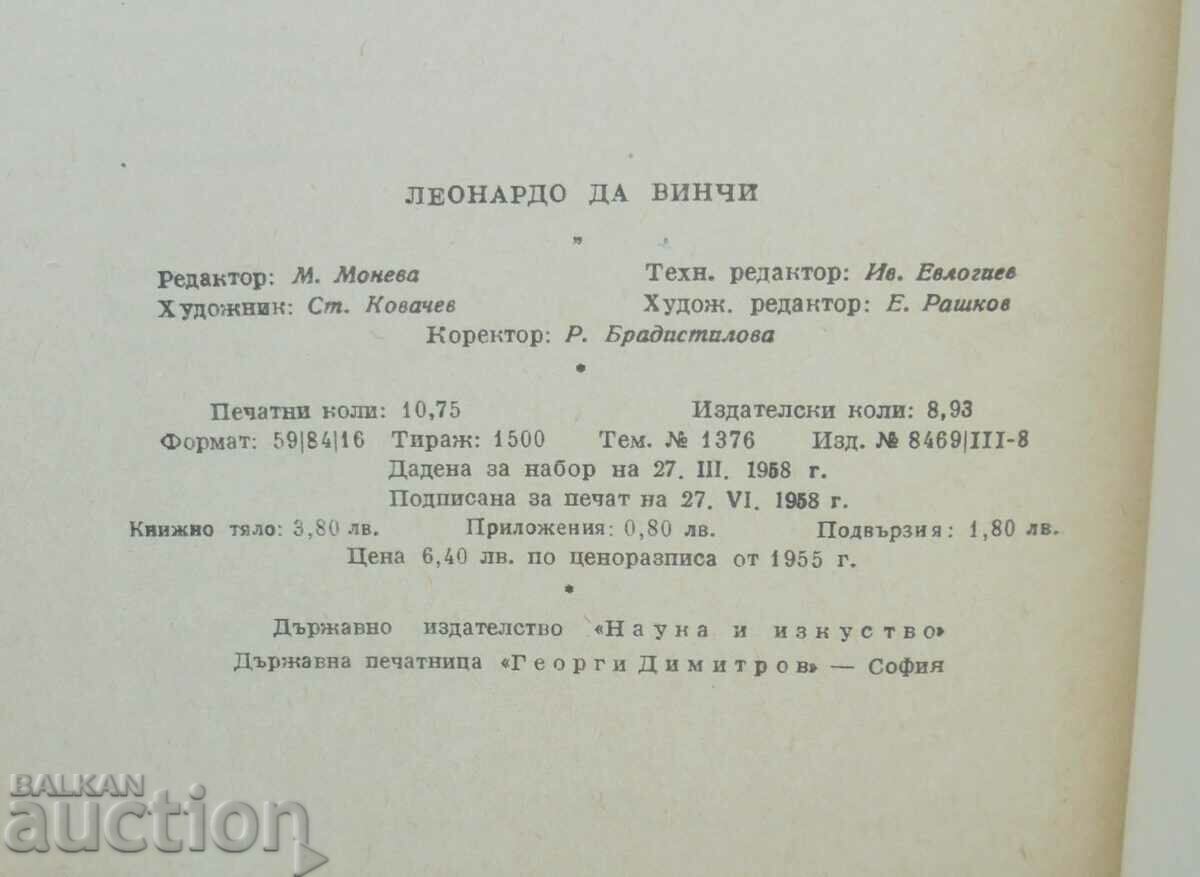 ЛЕОНАРДО ДА ВИНЧИ
Редактор: М. Монева Техн. редактор: Ив. Евлогиев
Художник: Ст. Ковачев Худож. редактор: Е. Рашков
Коректор: Р. Брадистилова
*
Печатни коли: 10,75 Издателски коли: 8,93
Формат: 59|84|16 Тираж: 1500 Тем. № 1376 Изд. № 8469|III-8
Дадена за набор на 27. III. 1958 г.
Подписана за печат на 27. VI. 1958 г.
Книжно тяло: 3,80 лв. Приложения: 0,80 лв. Подвързия: 1,80 лв.
Цена 6,40 лв. по ценоразписа от 1955 г.
*
Държавно издателство «Наука и изкуство»
Държавна печатница «Георги Димитров» — София
BALKAN
auction